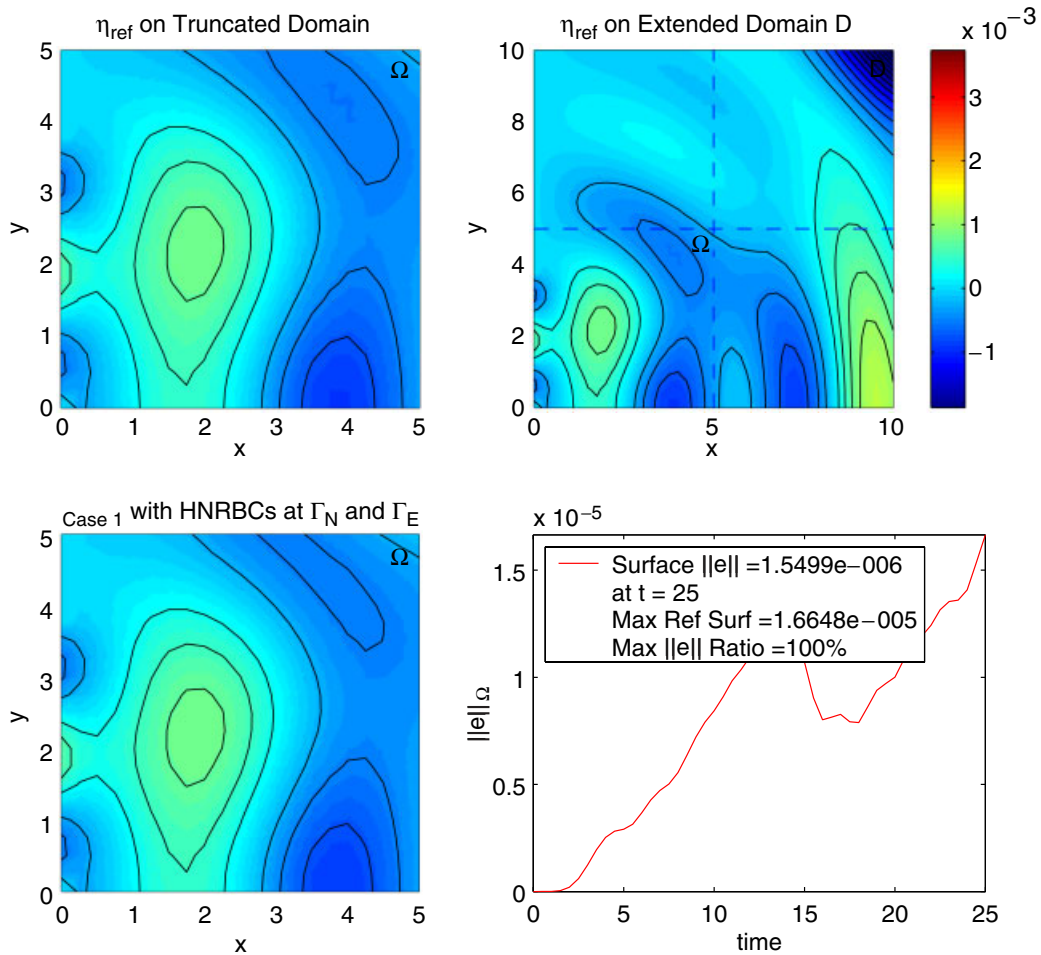 η_ref on Truncated Domain
Ω
5
4
3
2
1
0
y
0 1 2 3 4 5
x
η_ref on Extended Domain D
D
Ω
10
8
6
4
2
0
y
0 5 10
x
x 10^−3
3
2
1
0
−1
Case 1 with HNRBCs at Γ_N and Γ_E
Ω
5
4
3
2
1
0
y
0 1 2 3 4 5
x
x 10^−5
Surface ||e|| =1.5499e−006
at t = 25
Max Ref Surf =1.6648e−005
Max ||e|| Ratio =100%
1.5
1
0.5
0
||e||_Ω
0 5 10 15 20 25
time